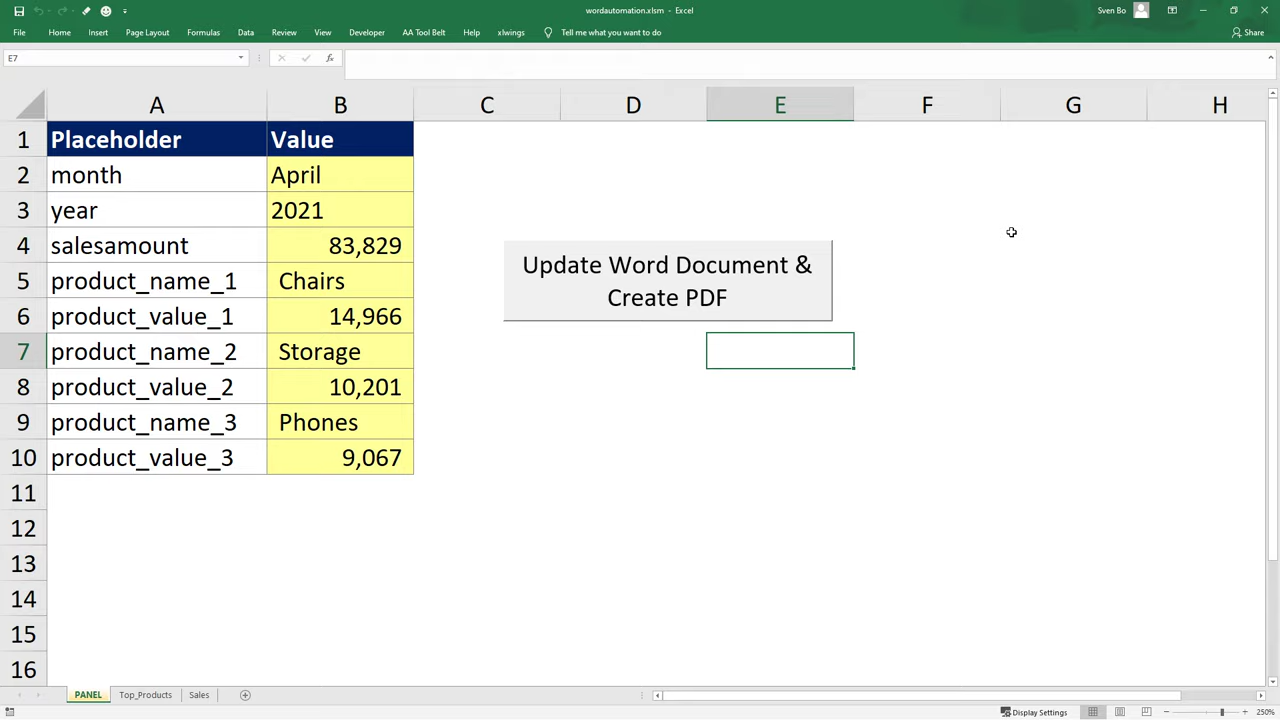 wordautomation.xlsm - Excel
Sven Bo
File Home Insert Page Layout Formulas Data Review View Developer AA Tool Belt Help xlwings Tell me what you want to do Share
E7 fx
A B C D E F G H
1 Placeholder Value
2 month April
3 year 2021
4 salesamount 83,829
5 product_name_1 Chairs
6 product_value_1 14,966
7 product_name_2 Storage
8 product_value_2 10,201
9 product_name_3 Phones
10 product_value_3 9,067
11
12
13
14
15
16
Update Word Document &
Create PDF
PANEL Top_Products Sales
Display Settings 250%